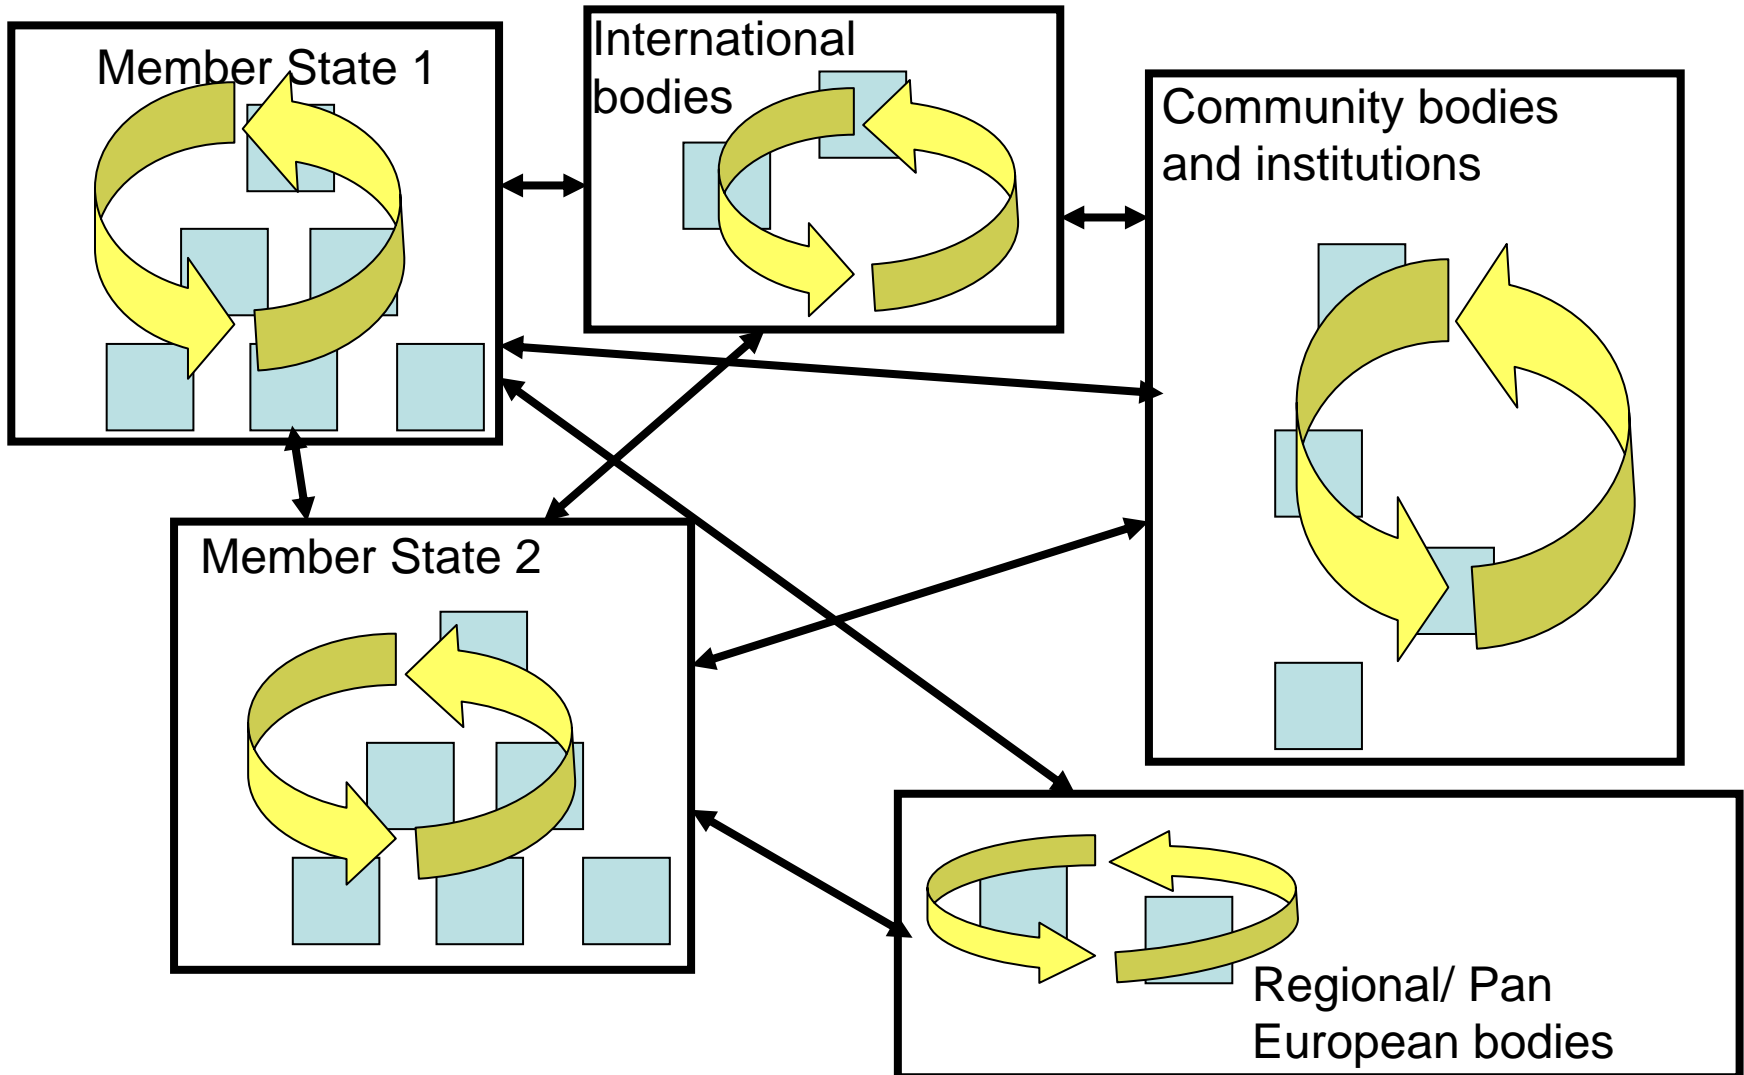 Member State 1
International
bodies
Community bodies
and institutions
Member State 2
Regional/ Pan
European bodies